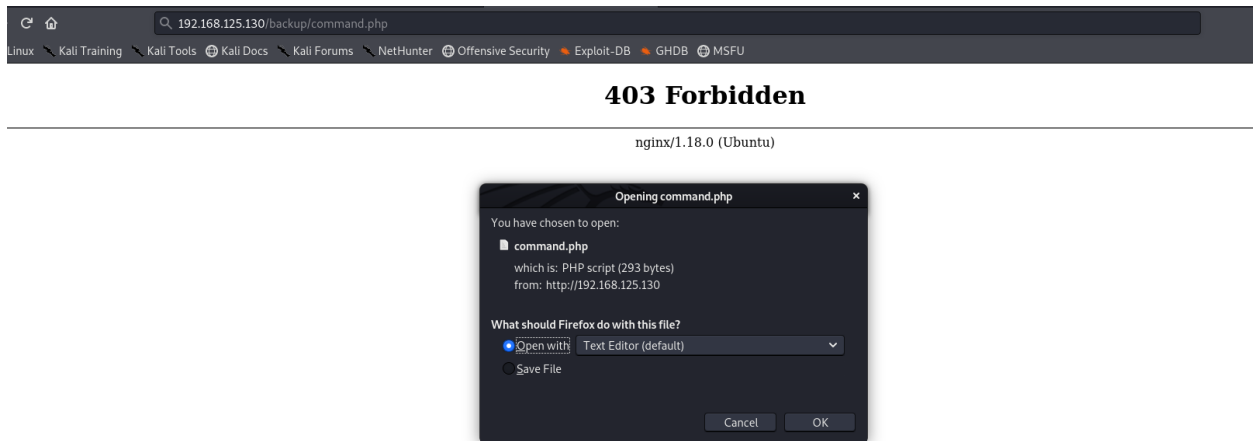 192.168.125.130/backup/command.php
Linux Kali Training Kali Tools Kali Docs Kali Forums NetHunter Offensive Security Exploit-DB GHDB MSFU
403 Forbidden
nginx/1.18.0 (Ubuntu)
Opening command.php ×
You have chosen to open:
command.php
which is: PHP script (293 bytes)
from: http://192.168.125.130
What should Firefox do with this file?
Open with Text Editor (default)
Save File
Cancel OK